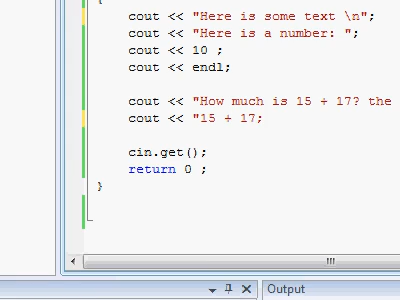 {
cout << "Here is some text \n";
cout << "Here is a number: ";
cout << 10 ;
cout << endl;
cout << "How much is 15 + 17? the
cout << "15 + 17;
cin.get();
return 0 ;
}
Output